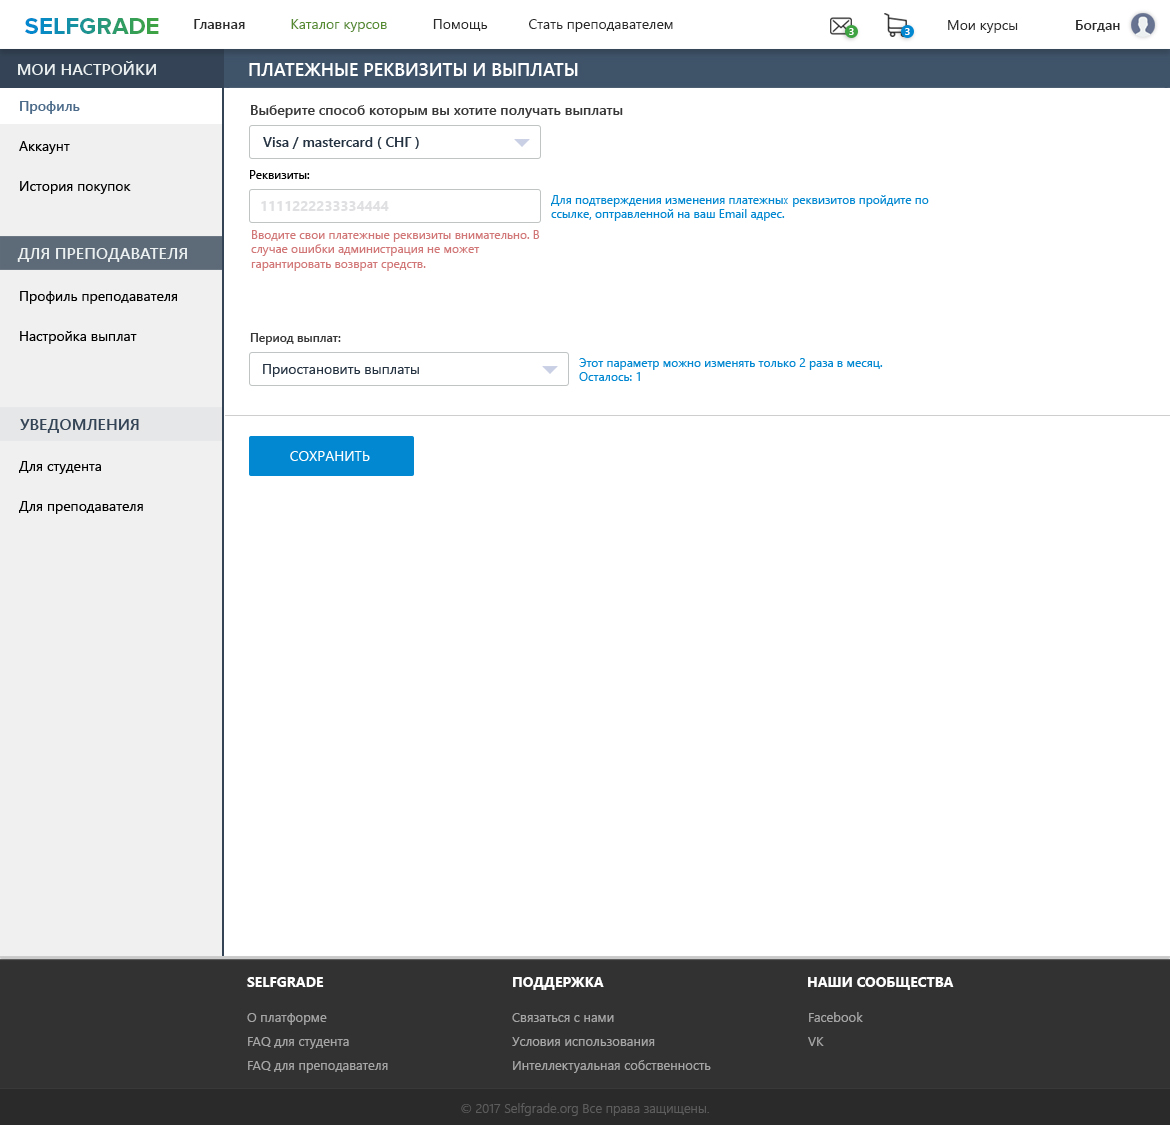 SELFGRADE
Главная
Каталог курсов
Помощь
Стать преподавателем
3
3
Мои курсы
Богдан
МОИ НАСТРОЙКИ
Профиль
Аккаунт
История покупок
ДЛЯ ПРЕПОДАВАТЕЛЯ
Профиль преподавателя
Настройка выплат
УВЕДОМЛЕНИЯ
Для студента
Для преподавателя
ПЛАТЕЖНЫЕ РЕКВИЗИТЫ И ВЫПЛАТЫ
Выберите способ которым вы хотите получать выплаты
Visa / mastercard ( СНГ )
Реквизиты:
1111222233334444
Для подтверждения изменения платежных реквизитов пройдите по
ссылке, оптравленной на ваш Email адрес.
Вводите свои платежные реквизиты внимательно. В
случае ошибки администрация не может
гарантировать возврат средств.
Период выплат:
Приостановить выплаты
Этот параметр можно изменять только 2 раза в месяц.
Осталось: 1
СОХРАНИТЬ
SELFGRADE
О платформе
FAQ для студента
FAQ для преподавателя
ПОДДЕРЖКА
Связаться с нами
Условия использования
Интеллектуальная собственность
НАШИ СООБЩЕСТВА
Facebook
VK
© 2017 Selfgrade.org Все права защищены.